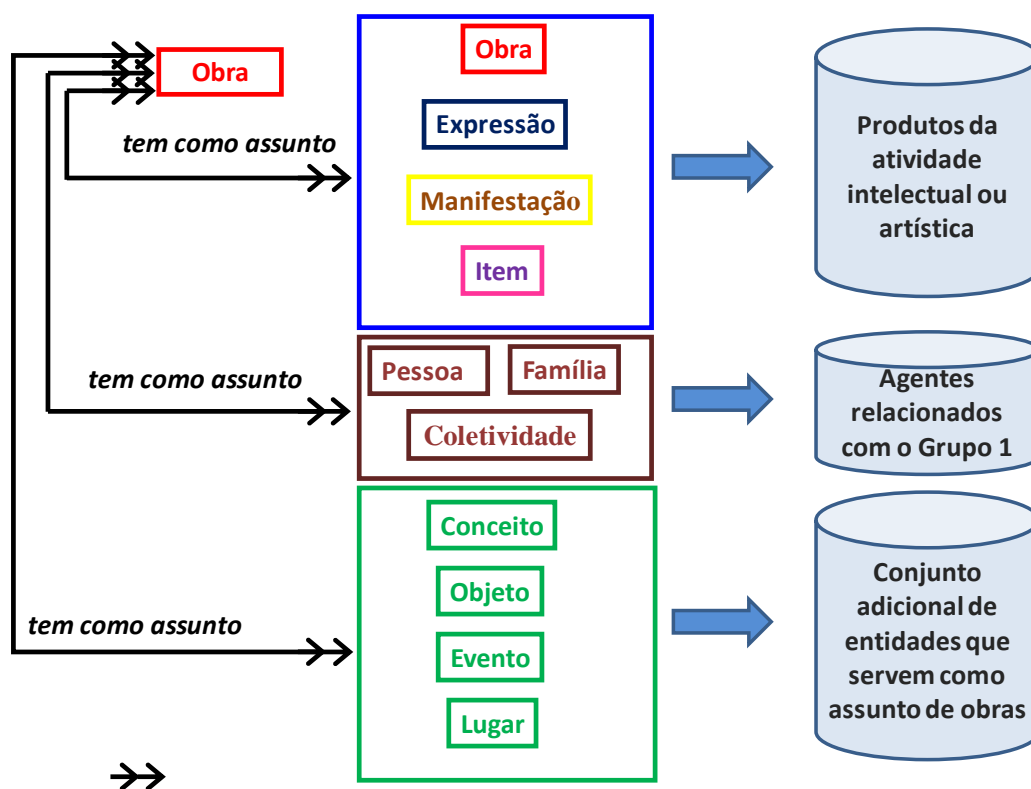 Obra
tem como assunto
Obra
Expressão
Manifestação
Item
Produtos da
atividade
intelectual ou
artística
tem como assunto
Pessoa
Família
Coletividade
Agentes
relacionados
com o Grupo 1
tem como assunto
Conceito
Objeto
Evento
Lugar
Conjunto
adicional de
entidades que
servem como
assunto de obras